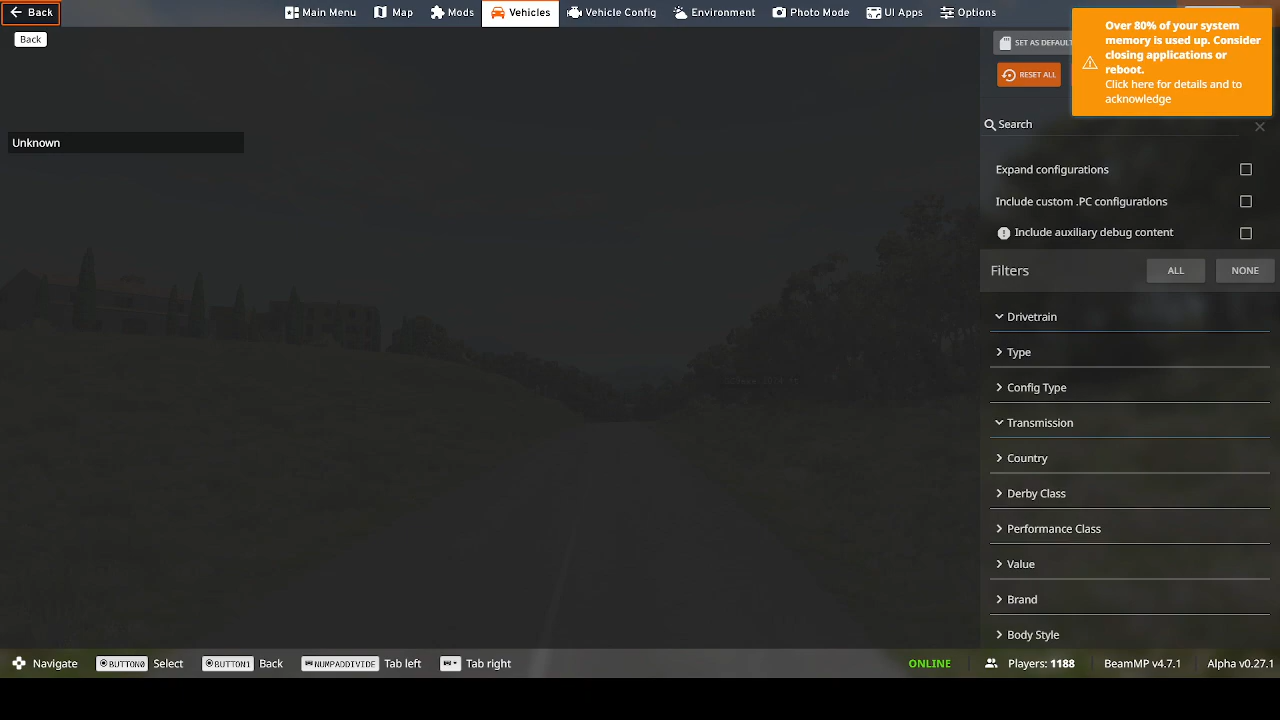 Back
Main Menu
Map
Mods
Vehicles
Vehicle Config
Environment
Photo Mode
UI Apps
Options
Back
SET AS DEFAULT
RESET ALL
Over 80% of your system
memory is used up. Consider
closing applications or
reboot.
Click here for details and to
acknowledge
Search
Unknown
Expand configurations
Include custom .PC configurations
Include auxiliary debug content
Filters
ALL
NONE
Drivetrain
Type
Config Type
Transmission
Country
Derby Class
Performance Class
Value
Brand
Body Style
Navigate
BUTTON0
Select
BUTTON1
Back
NUMPADDIVIDE
Tab left
Tab right
ONLINE
Players: 1188
BeamMP v4.7.1
Alpha v0.27.1